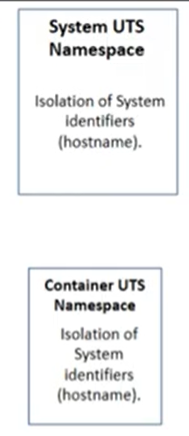 System UTS
Namespace
Isolation of System
identifiers
(hostname).
Container UTS
Namespace
Isolation of
System
identifiers
(hostname).